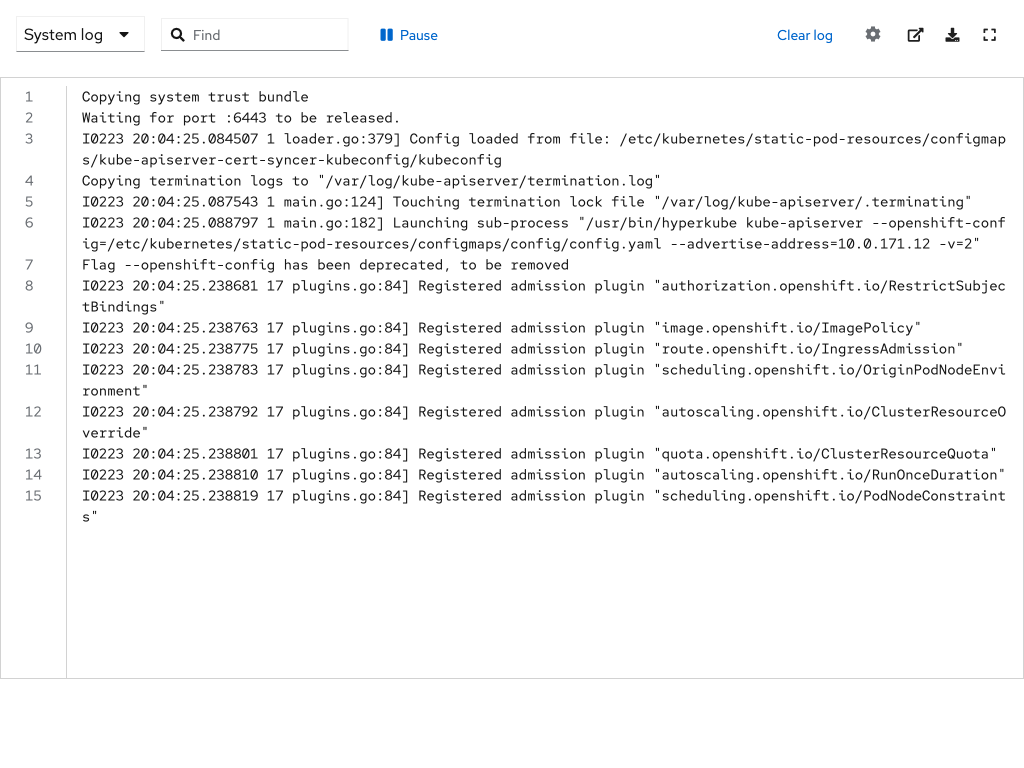 System log
Find
Pause
Clear log
1 Copying system trust bundle
2 Waiting for port :6443 to be released.
3 I0223 20:04:25.084507 1 loader.go:379] Config loaded from file: /etc/kubernetes/static-pod-resources/configmap
s/kube-apiserver-cert-syncer-kubeconfig/kubeconfig
4 Copying termination logs to "/var/log/kube-apiserver/termination.log"
5 I0223 20:04:25.087543 1 main.go:124] Touching termination lock file "/var/log/kube-apiserver/.terminating"
6 I0223 20:04:25.088797 1 main.go:182] Launching sub-process "/usr/bin/hyperkube kube-apiserver --openshift-conf
ig=/etc/kubernetes/static-pod-resources/configmaps/config/config.yaml --advertise-address=10.0.171.12 -v=2"
7 Flag --openshift-config has been deprecated, to be removed
8 I0223 20:04:25.238681 17 plugins.go:84] Registered admission plugin "authorization.openshift.io/RestrictSubjec
tBindings"
9 I0223 20:04:25.238763 17 plugins.go:84] Registered admission plugin "image.openshift.io/ImagePolicy"
10 I0223 20:04:25.238775 17 plugins.go:84] Registered admission plugin "route.openshift.io/IngressAdmission"
11 I0223 20:04:25.238783 17 plugins.go:84] Registered admission plugin "scheduling.openshift.io/OriginPodNodeEnvi
ronment"
12 I0223 20:04:25.238792 17 plugins.go:84] Registered admission plugin "autoscaling.openshift.io/ClusterResourceO
verride"
13 I0223 20:04:25.238801 17 plugins.go:84] Registered admission plugin "quota.openshift.io/ClusterResourceQuota"
14 I0223 20:04:25.238810 17 plugins.go:84] Registered admission plugin "autoscaling.openshift.io/RunOnceDuration"
15 I0223 20:04:25.238819 17 plugins.go:84] Registered admission plugin "scheduling.openshift.io/PodNodeConstraint
s"